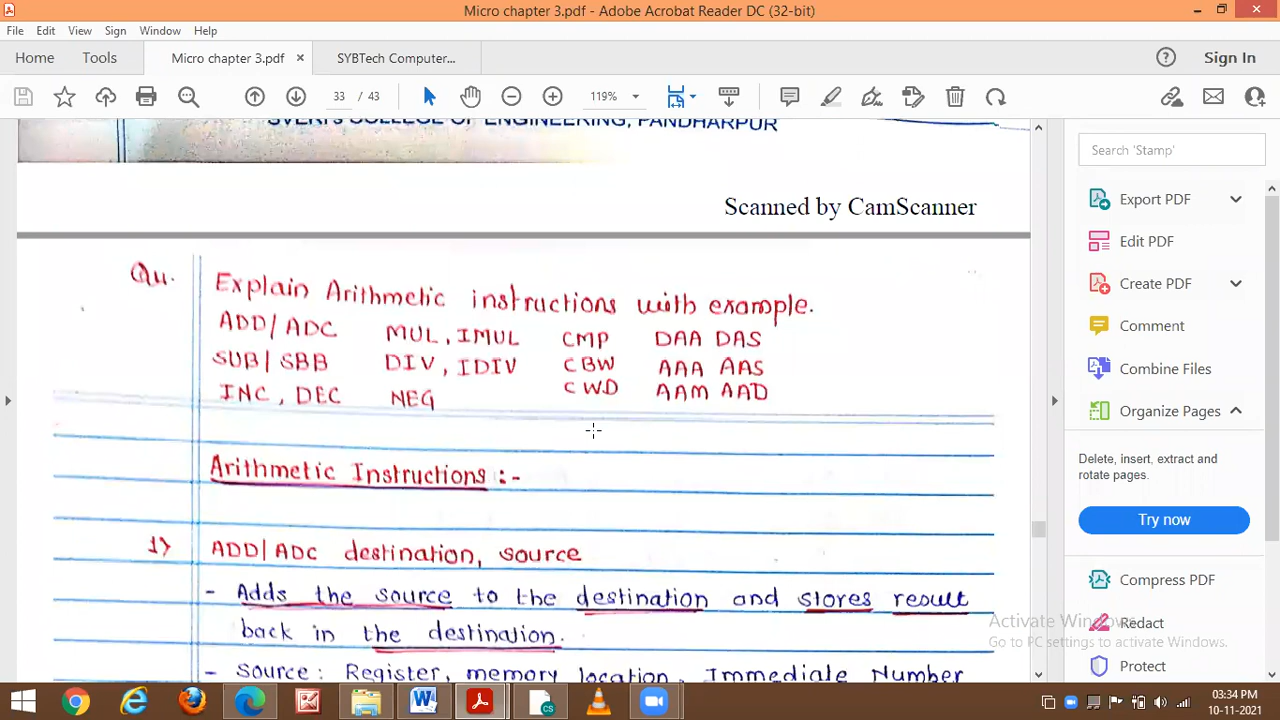 Micro chapter 3.pdf - Adobe Acrobat Reader DC (32-bit)
File Edit View Sign Window Help
Home Tools Micro chapter 3.pdf × SYBTech Computer... Sign In
33 / 43 119%
SVERI's COLLEGE OF ENGINEERING, PANDHARPUR
Search 'Stamp'
Scanned by CamScanner
Export PDF
Edit PDF
Create PDF
Comment
Combine Files
Organize Pages
Delete, insert, extract and
rotate pages.
Try now
Compress PDF
Redact
Protect
Qu. Explain Arithmetic instructions with example.
ADD/ADC MUL, IMUL CMP DAA DAS
SUB/SBB DIV, IDIV CBW AAA AAS
INC, DEC NEG CWD AAM AAD
Arithmetic Instructions :-
1) ADD/ADC destination, source
- Adds the source to the destination and stores result
back in the destination.
- Source: Register, memory location, Immediate Number
Activate Windows
Go to PC settings to activate Windows.
03:34 PM
10-11-2021